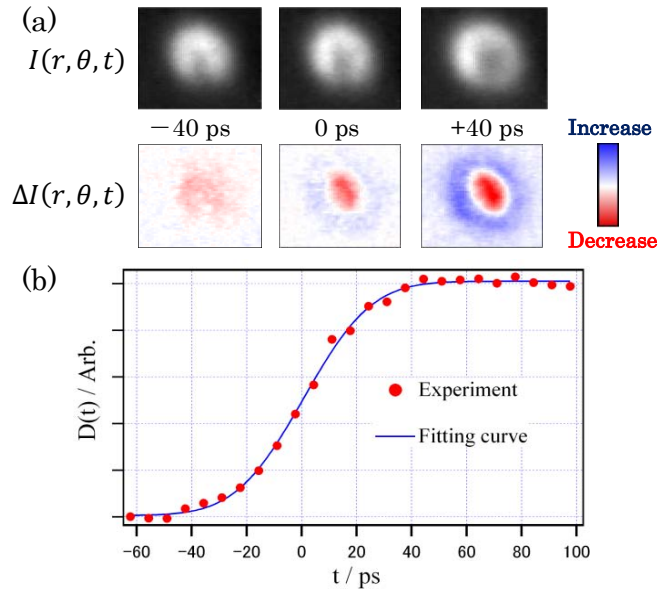 (a)
I(r, θ, t)
−40 ps
0 ps
+40 ps
Increase
ΔI(r, θ, t)
Decrease
(b)
D(t) / Arb.
Experiment
Fitting curve
-60 -40 -20 0 20 40 60 80 100
t / ps